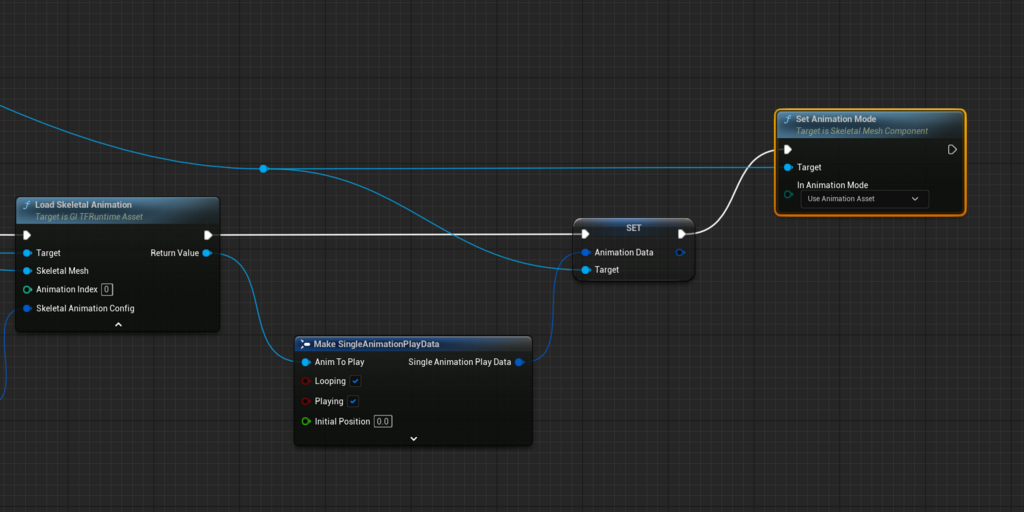 Set Animation Mode
Target is Skeletal Mesh Component
Target
In Animation Mode
Use Animation Asset
Load Skeletal Animation
Target is Gl TFRuntime Asset
Target
Return Value
Skeletal Mesh
Animation Index 0
Skeletal Animation Config
SET
Animation Data
Target
Make SingleAnimationPlayData
Anim To Play
Single Animation Play Data
Looping
Playing
Initial Position 0.0